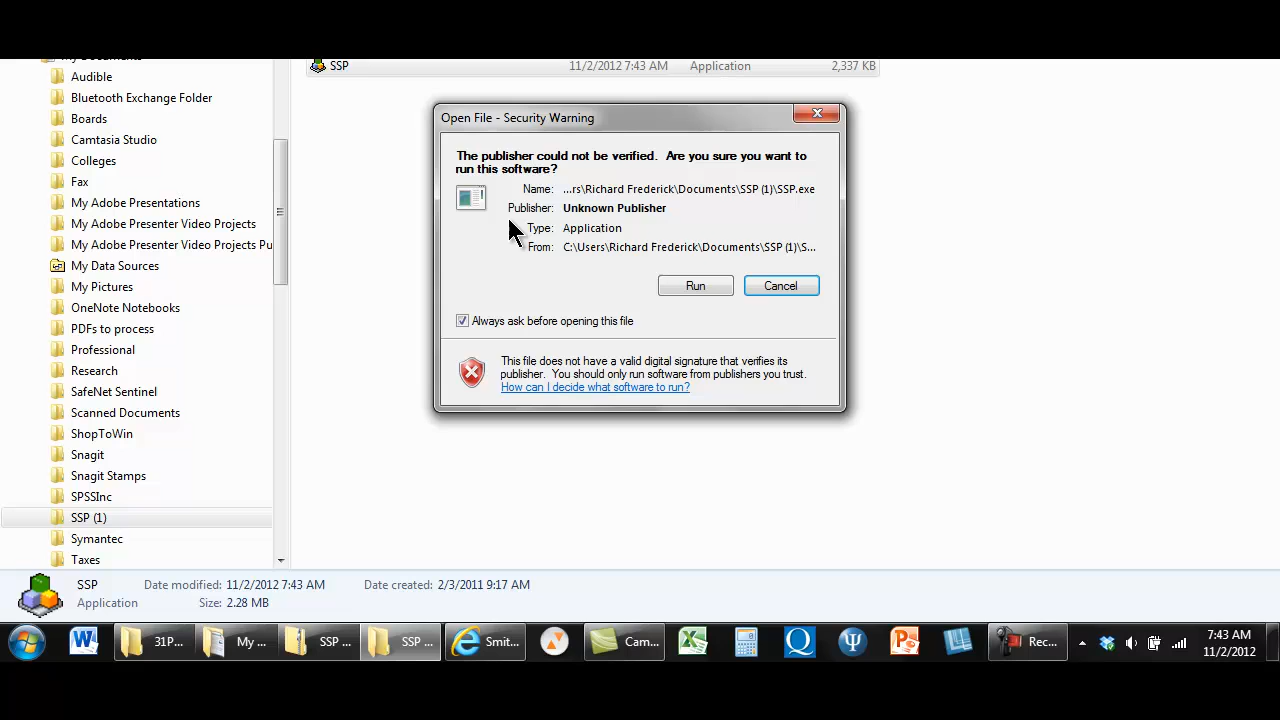 My Documents
Audible
Bluetooth Exchange Folder
Boards
Camtasia Studio
Colleges
Fax
My Adobe Presentations
My Adobe Presenter Video Projects
My Adobe Presenter Video Projects Pu
My Data Sources
My Pictures
OneNote Notebooks
PDFs to process
Professional
Research
SafeNet Sentinel
Scanned Documents
ShopToWin
Snagit
Snagit Stamps
SPSSInc
SSP (1)
Symantec
Taxes
SSP 11/2/2012 7:43 AM Application 2,337 KB
Open File - Security Warning
The publisher could not be verified. Are you sure you want to
run this software?
Name: ...rs\Richard Frederick\Documents\SSP (1)\SSP.exe
Publisher: Unknown Publisher
Type: Application
From: C:\Users\Richard Frederick\Documents\SSP (1)\S...
Run Cancel
Always ask before opening this file
This file does not have a valid digital signature that verifies its
publisher. You should only run software from publishers you trust.
How can I decide what software to run?
SSP Date modified: 11/2/2012 7:43 AM Date created: 2/3/2011 9:17 AM
Application Size: 2.28 MB
31P... My ... SSP ... SSP ... Smit... Cam... Rec... 7:43 AM
11/2/2012